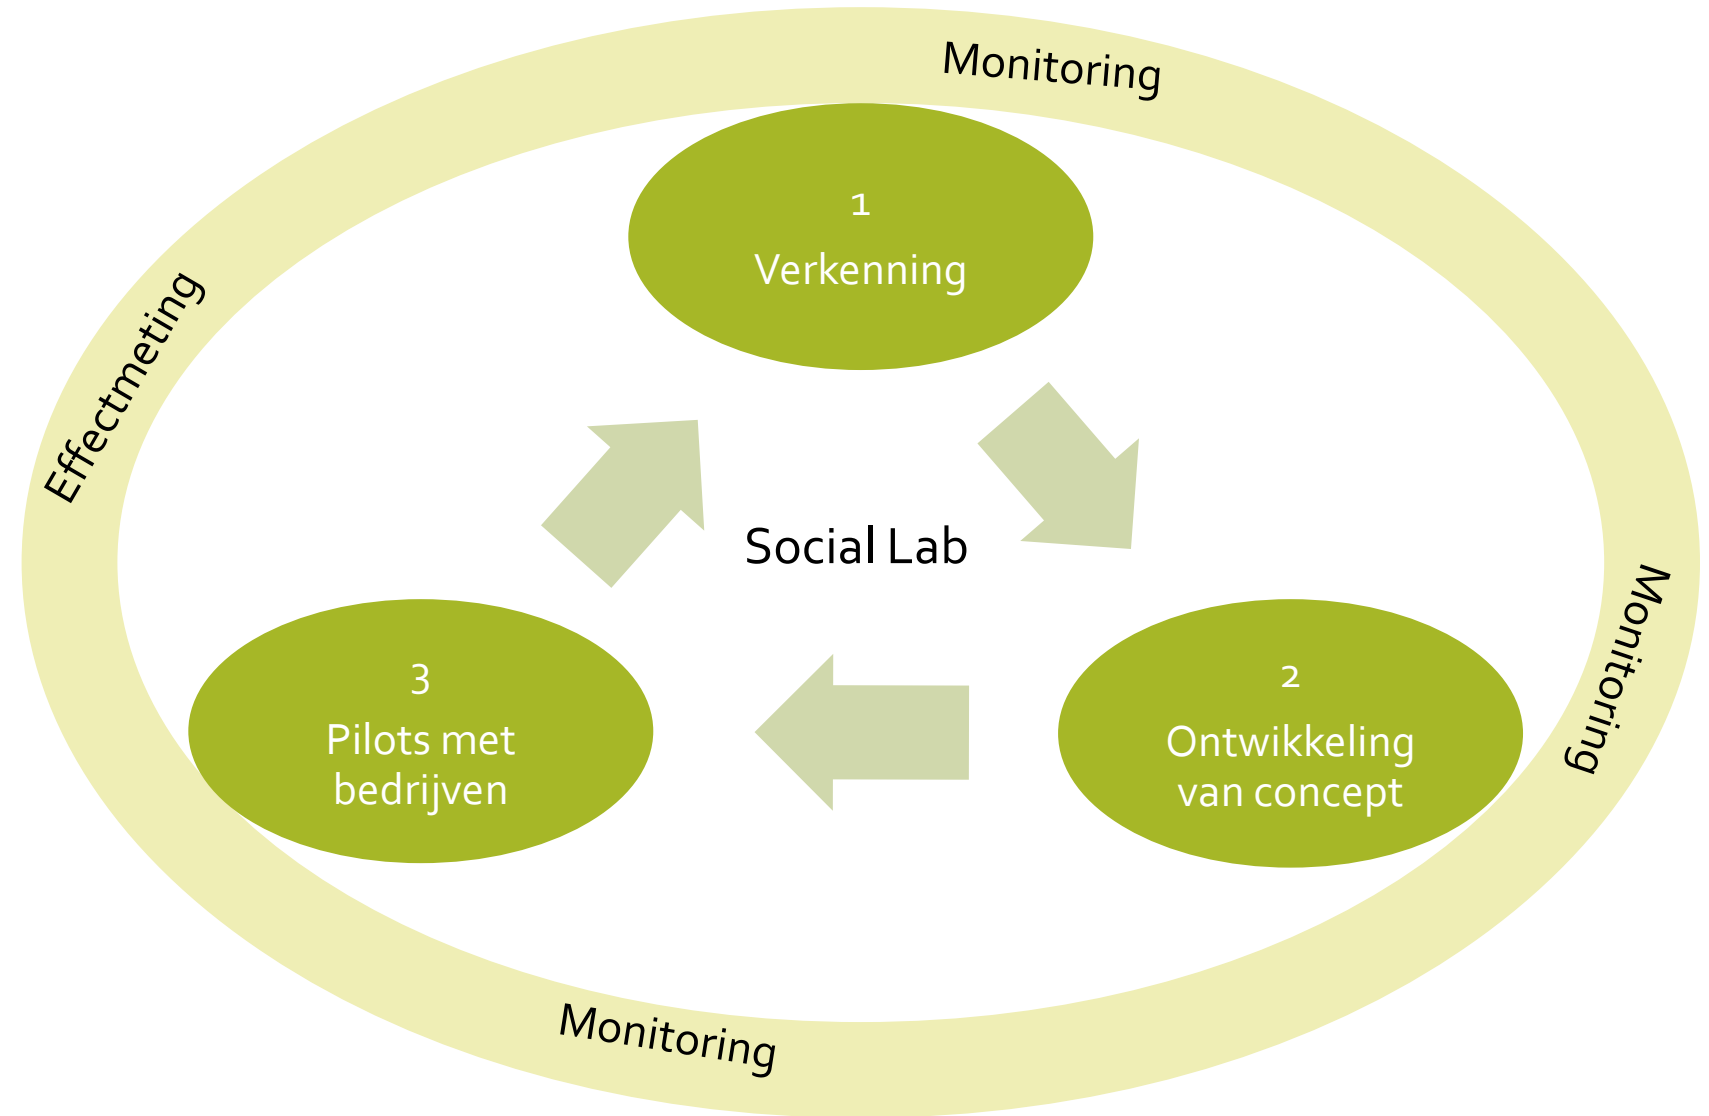 Monitoring
1
Verkenning
Effectmeting
Social Lab
Monitoring
3
Pilots met
bedrijven
2
Ontwikkeling
van concept
Monitoring